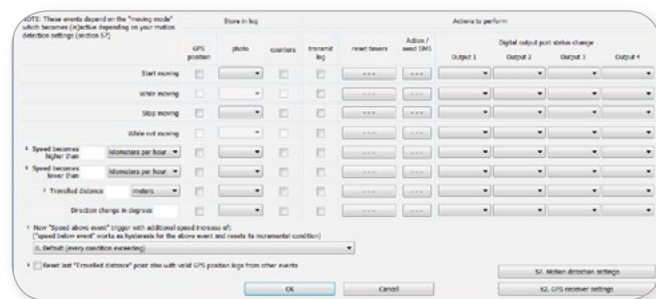 NOTE: These events depend on the "moving mode"
which becomes (in)active depending on your motion
detection settings (section 57)
Store in log
Actions to perform
GPS position
photo
counters
transmit log
reset timers
Action / send SMS
Digital output port status change
Output 1
Output 2
Output 3
Output 4
Start moving
While moving
Stop moving
While not moving
¹ Speed becomes higher than
kilometers per hour
¹ Speed becomes lower than
kilometers per hour
² Travelled distance
meters
Direction change in degrees
¹ New "Speed above event" trigger with additional speed increase of:
("speed below event" works as hysteresis for the above event and resets its incremental condition)
0. Default (every condition exceeding)
² Reset last "Travelled distance" point also with valid GPS position logs from other events
57. Motion detection settings
OK
Cancel
62. GPS receiver settings